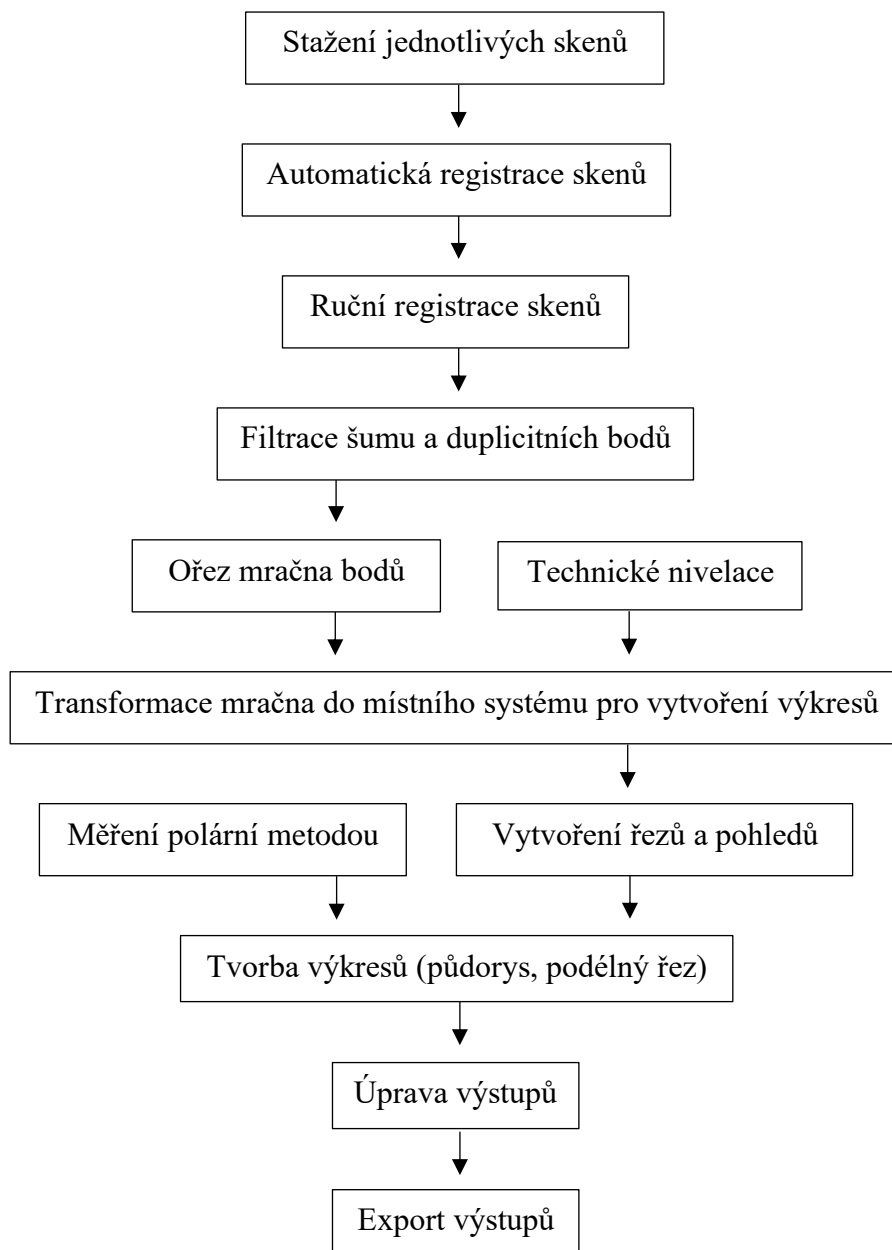 Stažení jednotlivých skenů
Automatická registrace skenů
Ruční registrace skenů
Filtrace šumu a duplicitních bodů
Ořez mračna bodů
Technické nivelace
Transformace mračna do místního systému pro vytvoření výkresů
Měření polární metodou
Vytvoření řezů a pohledů
Tvorba výkresů (půdorys, podélný řez)
Úprava výstupů
Export výstupů